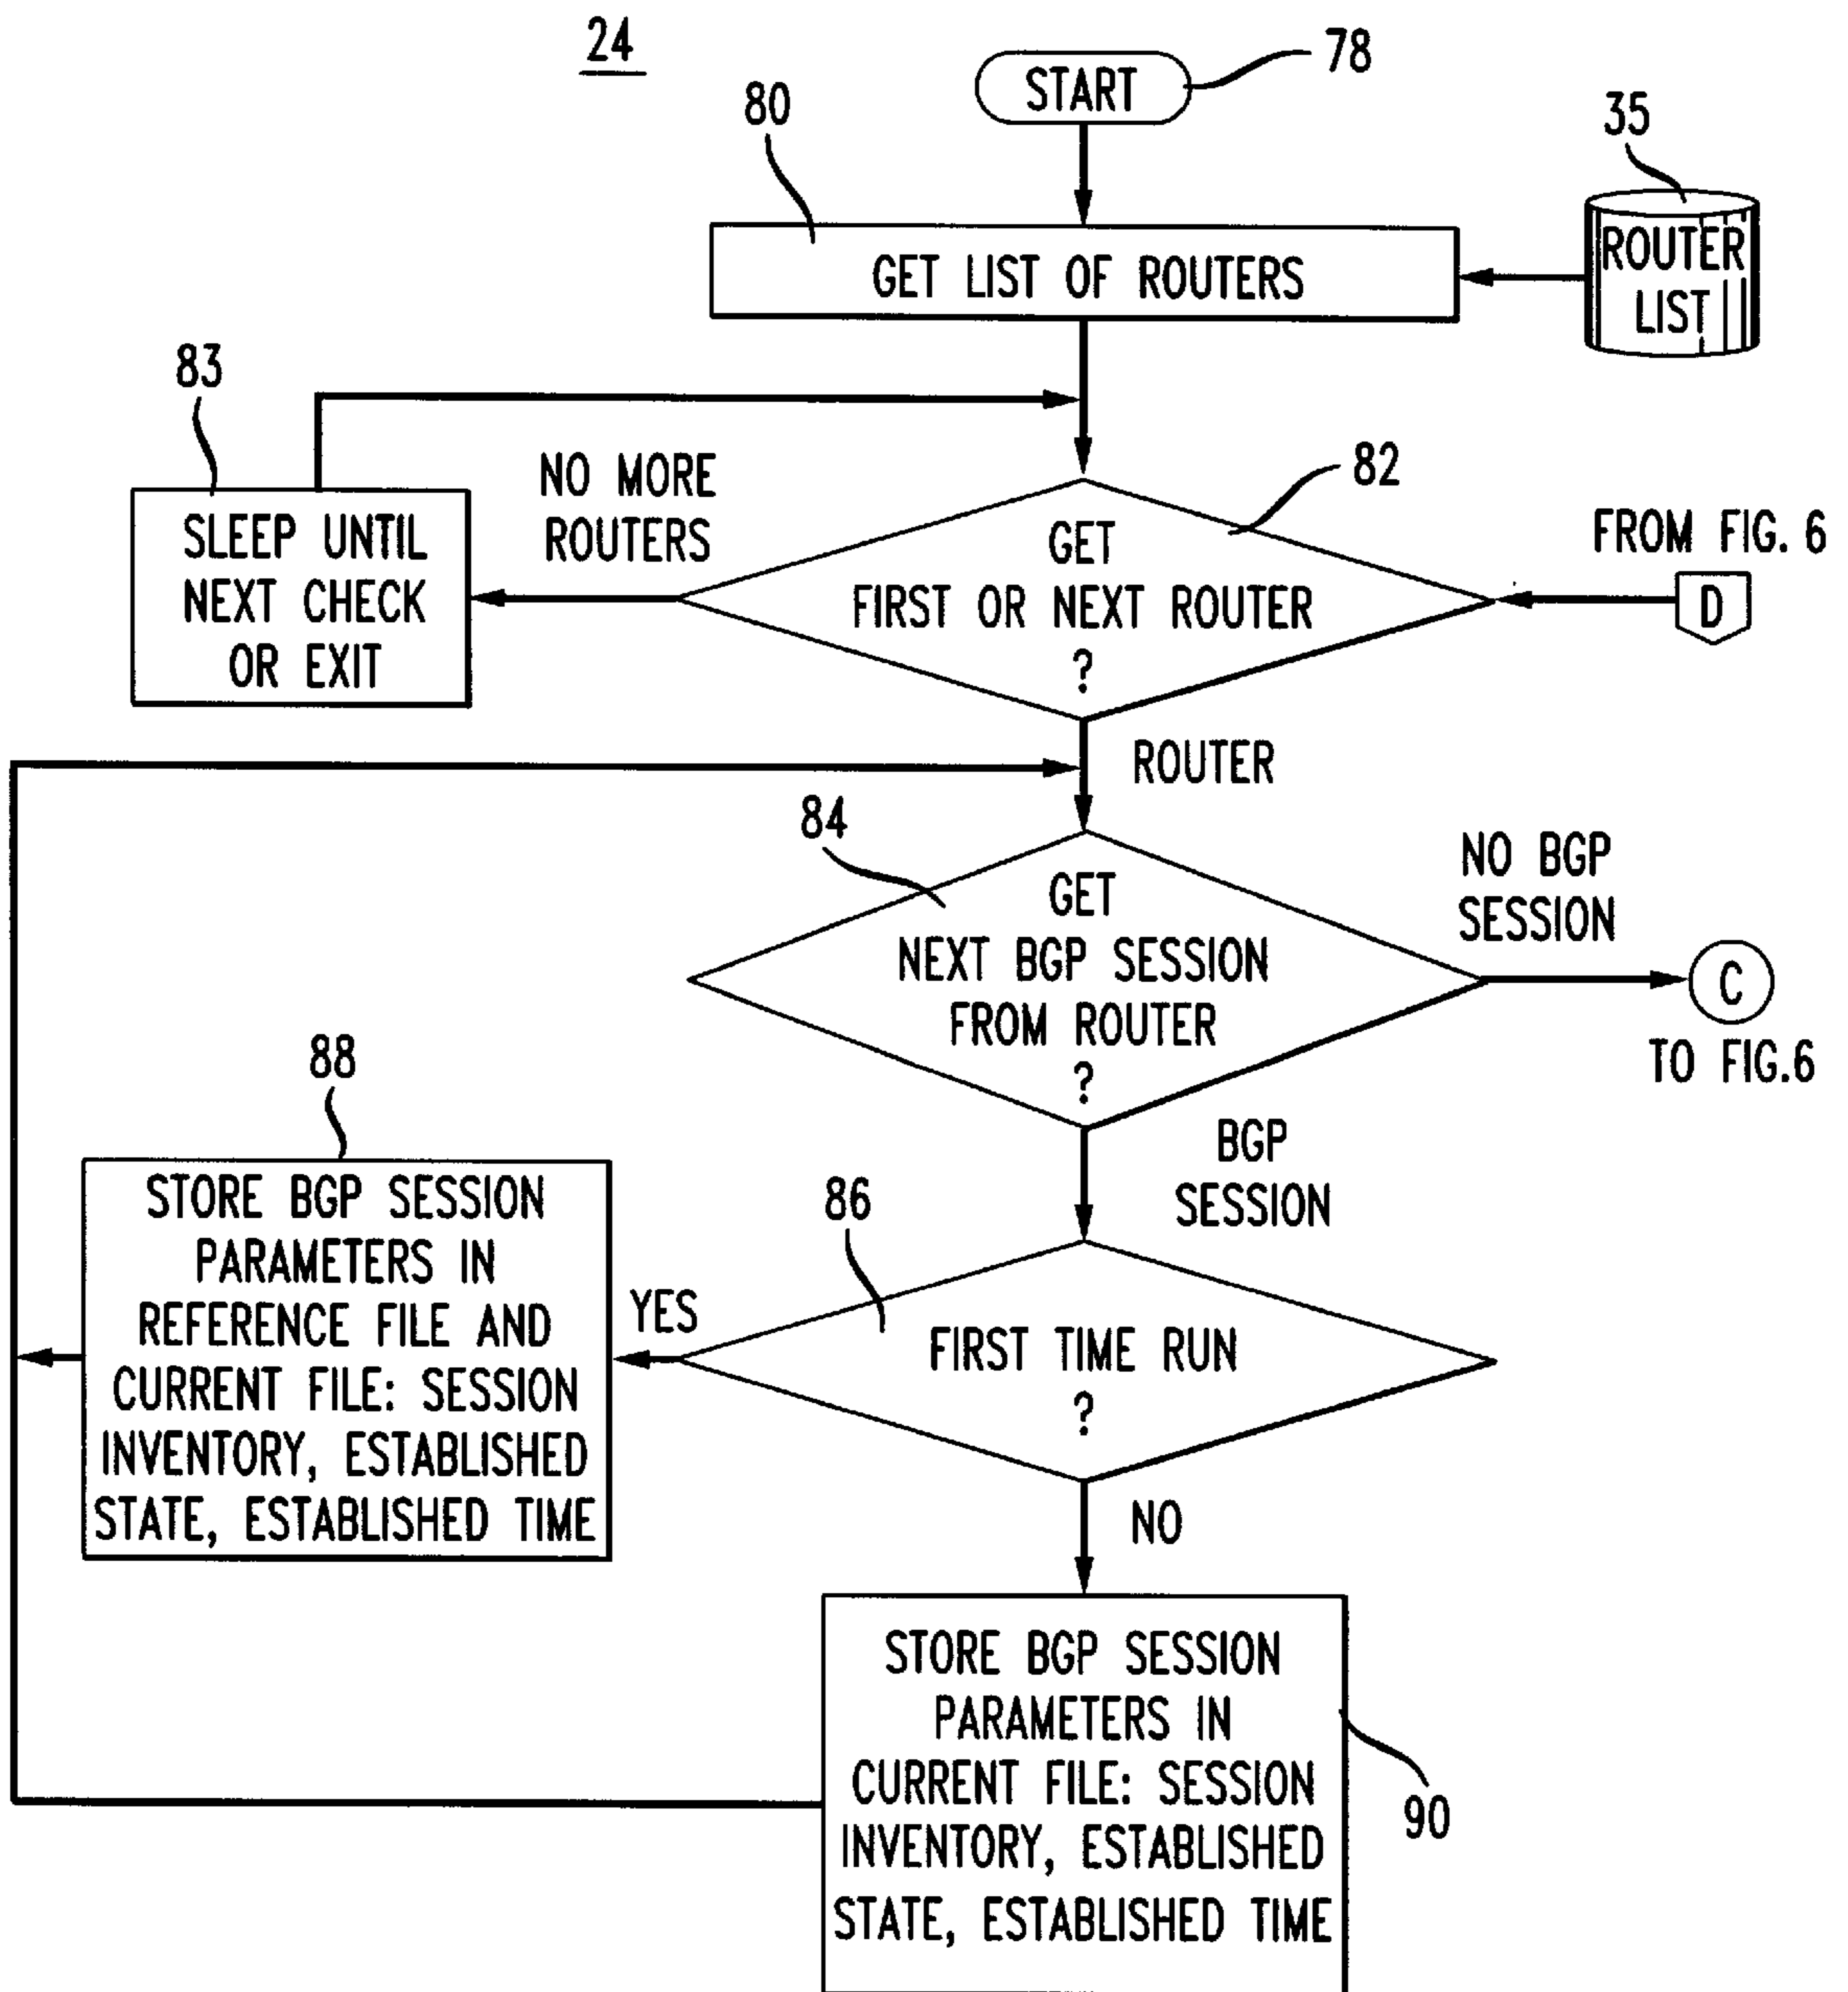 24
START
78
80
35
GET LIST OF ROUTERS
ROUTER
LIST
83
NO MORE
ROUTERS
82
SLEEP UNTIL
NEXT CHECK
OR EXIT
GET
FIRST OR NEXT ROUTER
?
FROM FIG. 6
D
ROUTER
84
GET
NEXT BGP SESSION
FROM ROUTER
?
NO BGP
SESSION
C
TO FIG.6
88
BGP
SESSION
86
STORE BGP SESSION
PARAMETERS IN
REFERENCE FILE AND
CURRENT FILE: SESSION
INVENTORY, ESTABLISHED
STATE, ESTABLISHED TIME
YES
FIRST TIME RUN
?
NO
STORE BGP SESSION
PARAMETERS IN
CURRENT FILE: SESSION
INVENTORY, ESTABLISHED
STATE, ESTABLISHED TIME
90